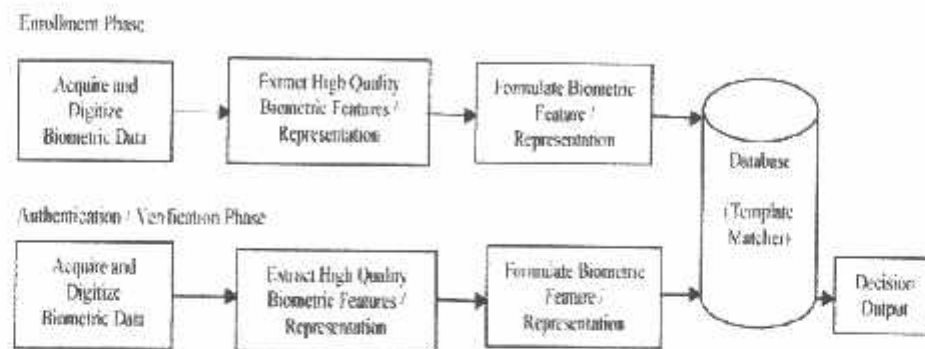 Enrollment Phase
Acquire and
Digitize
Biometric Data
Extract High Quality
Biometric Features /
Representation
Formulate Biometric
Feature /
Representation
Database
(Template
Matcher)
Authentication / Verification Phase
Acquire and
Digitize
Biometric Data
Extract High Quality
Biometric Features /
Representation
Formulate Biometric
Feature /
Representation
Decision
Output